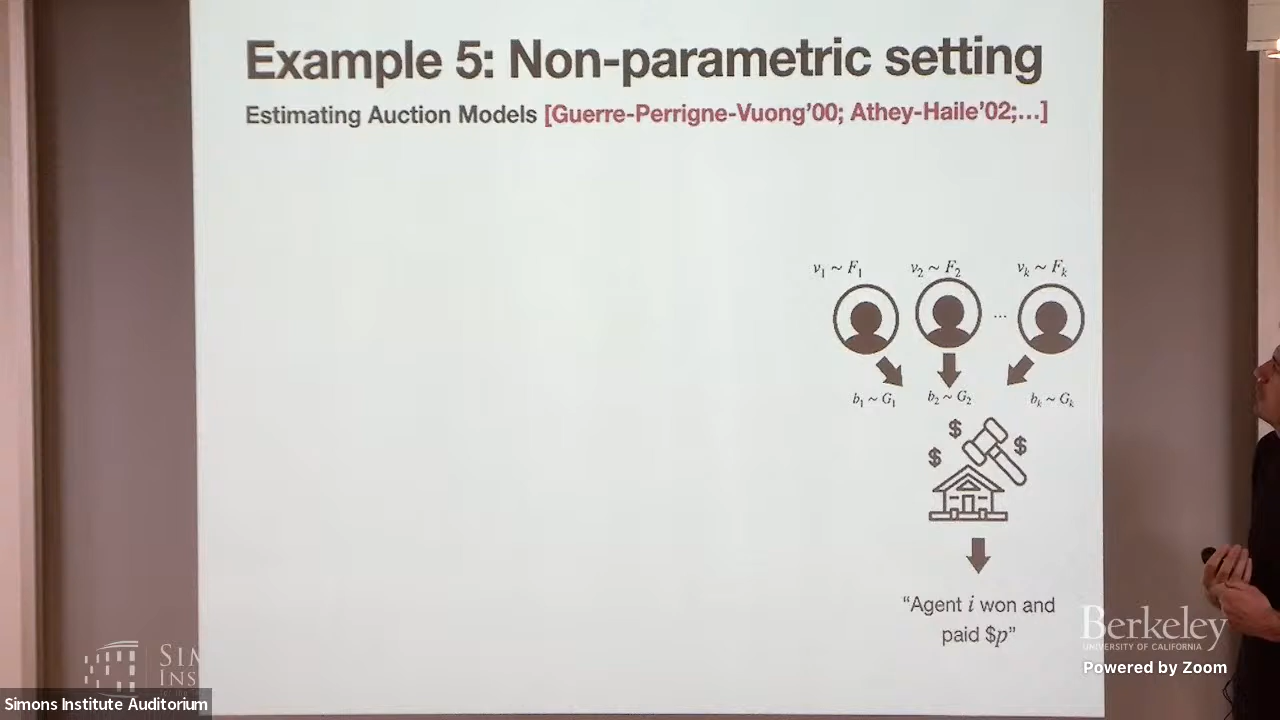 Example 5: Non-parametric setting
Estimating Auction Models [Guerre-Perrigne-Vuong'00; Athey-Haile'02;...]
v₁ ~ F₁ v₂ ~ F₂ vₖ ~ Fₖ
...
b₁ ~ G₁ b₂ ~ G₂ bₖ ~ Gₖ
$ $
$
"Agent i won and
paid $p"
Berkeley
UNIVERSITY OF CALIFORNIA
Powered by Zoom
SIM
INS
Simons Institute Auditorium